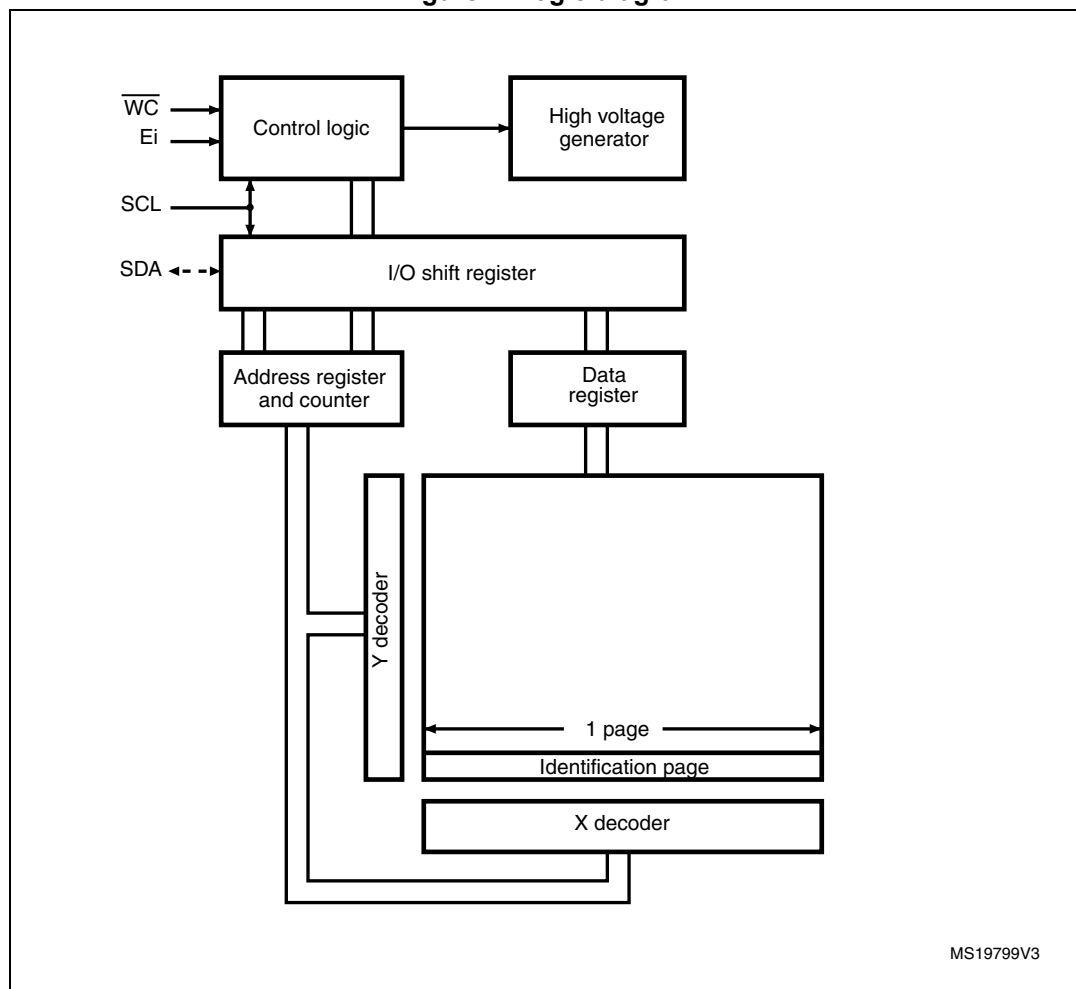 WC
Ei
SCL
SDA
Control logic
High voltage
generator
I/O shift register
Address register
and counter
Data
register
Y decoder
1 page
Identification page
X decoder
MS19799V3